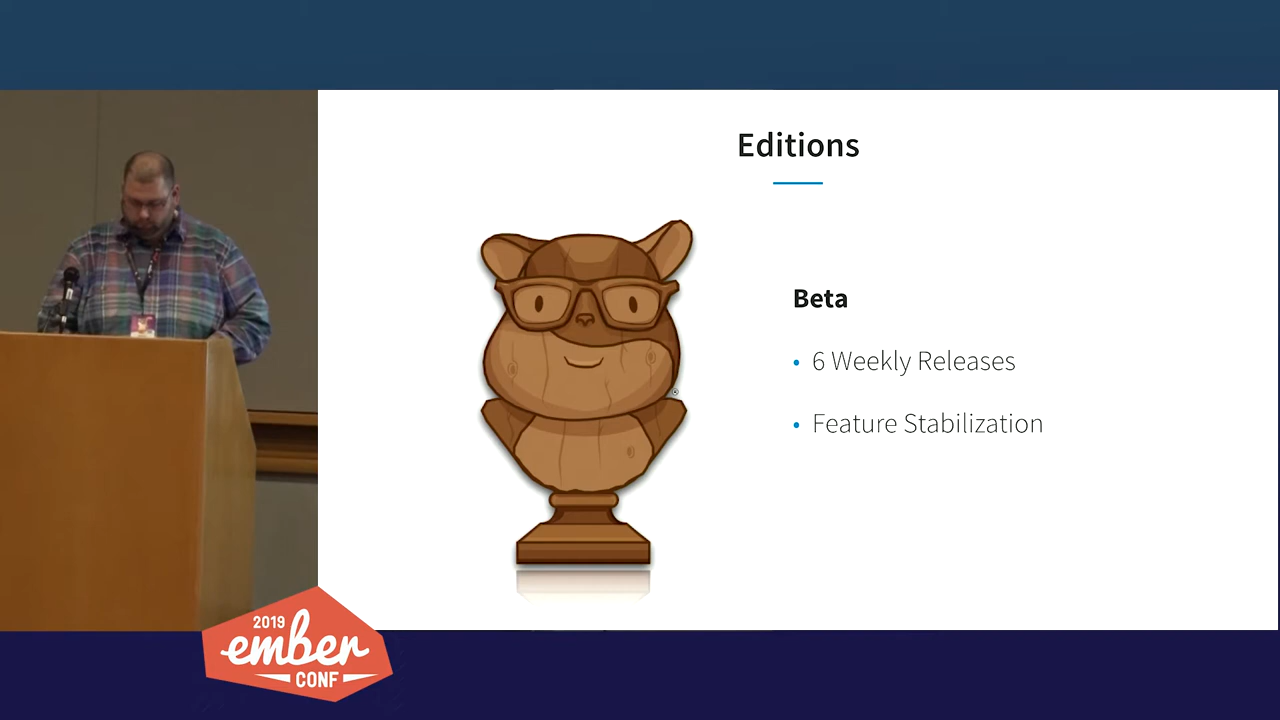 Editions
Beta
• 6 Weekly Releases
• Feature Stabilization
2019
ember
CONF